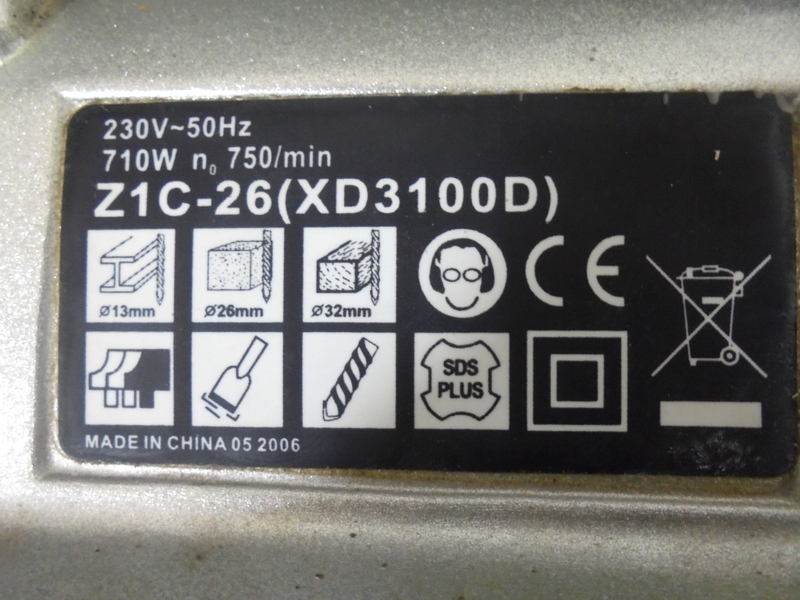 230V~50Hz
710W n₀ 750/min
Z1C-26(XD3100D)
ø13mm ø26mm ø32mm
CE
SDS
PLUS
MADE IN CHINA 05 2006